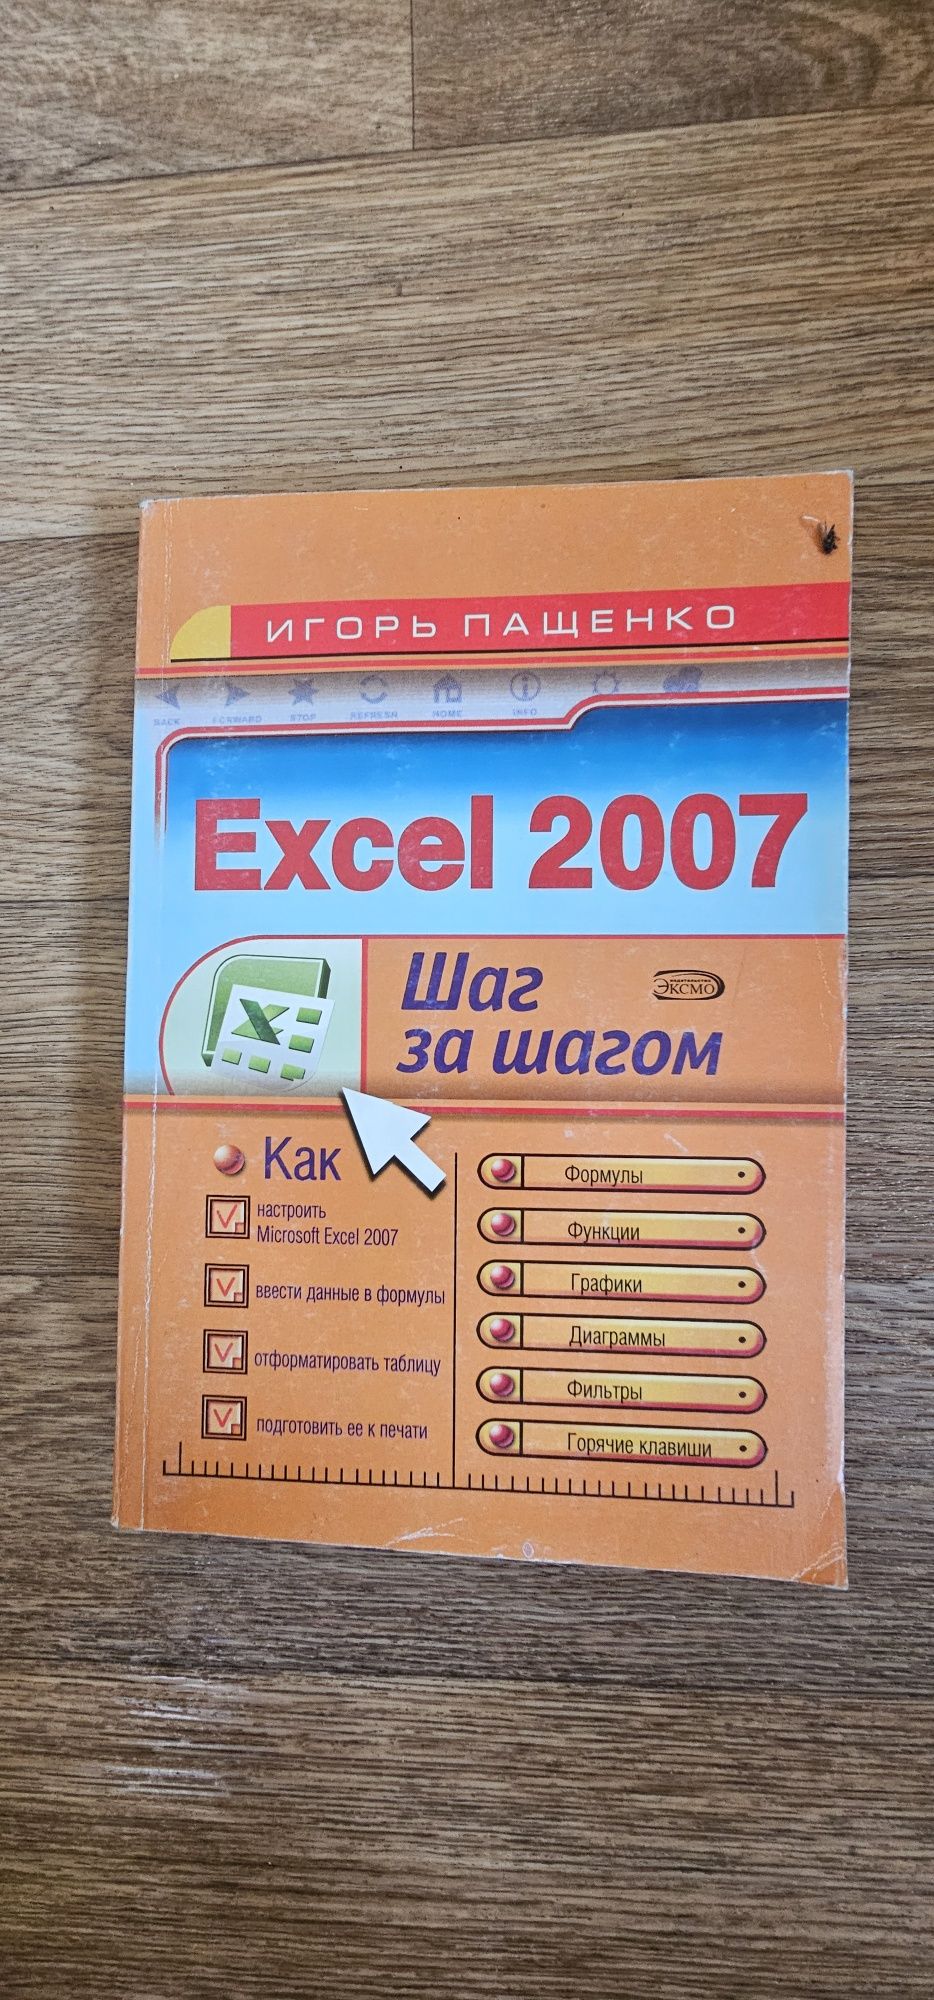 ИГОРЬ ПАЩЕНКО
BACK FORWARD STOP REFRESH HOME INFO
Excel 2007
Шаг
за шагом
издательство
ЭКСМО
Как
настроить
Microsoft Excel 2007
ввести данные в формулы
отформатировать таблицу
подготовить ее к печати
Формулы
Функции
Графики
Диаграммы
Фильтры
Горячие клавиши